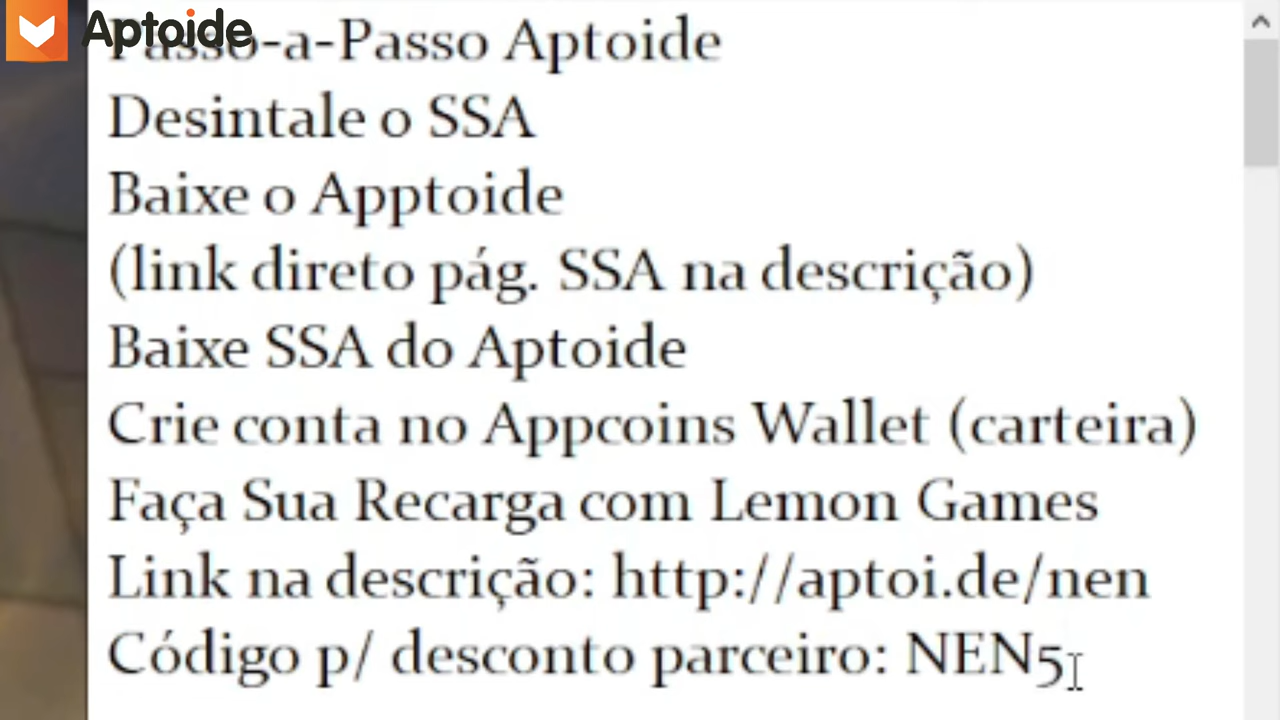 Aptoide
Passo-a-Passo Aptoide
Desintale o SSA
Baixe o Apptoide
(link direto pág. SSA na descrição)
Baixe SSA do Aptoide
Crie conta no Appcoins Wallet (carteira)
Faça Sua Recarga com Lemon Games
Link na descrição: http://aptoi.de/nen
Código p/ desconto parceiro: NEN5